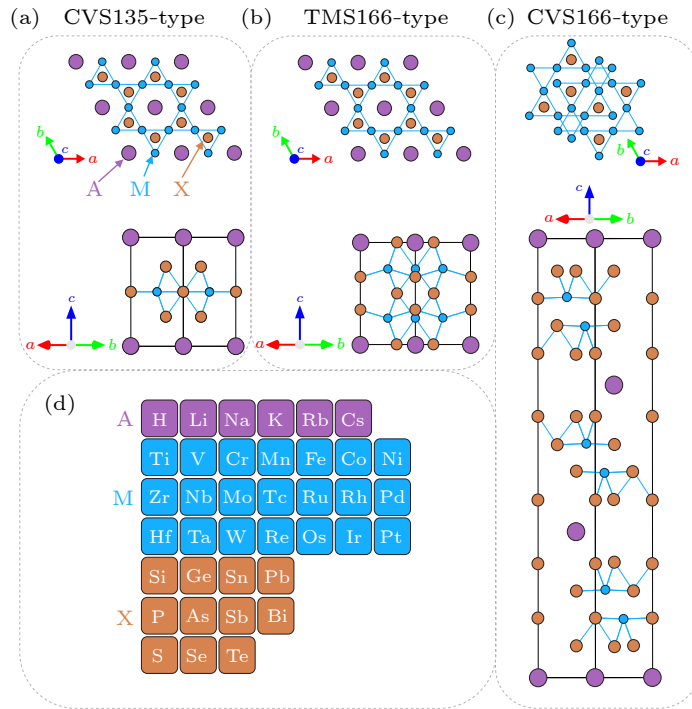 (a) CVS135-type
(b) TMS166-type
(c) CVS166-type
b c a
A M X
c
a b
b c a
c
a b
c
b a
c
a b
(d)
A H Li Na K Rb Cs
Ti V Cr Mn Fe Co Ni
M Zr Nb Mo Tc Ru Rh Pd
Hf Ta W Re Os Ir Pt
Si Ge Sn Pb
X P As Sb Bi
S Se Te